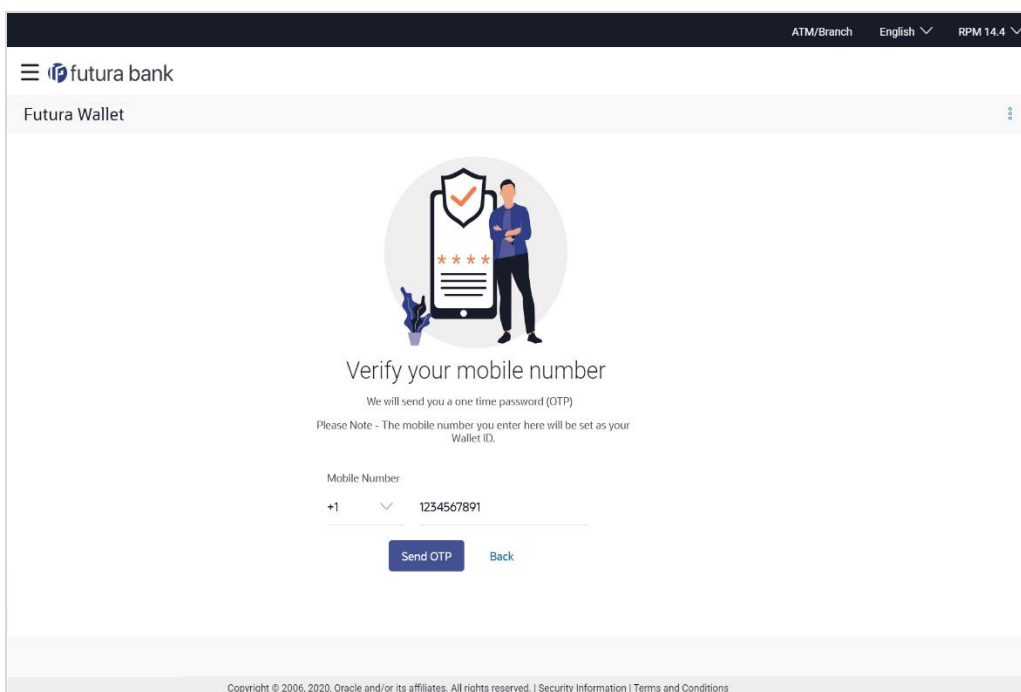 ATM/Branch English RPM 14.4
futura bank
Futura Wallet
* * * *
Verify your mobile number
We will send you a one time password (OTP)
Please Note - The mobile number you enter here will be set as your
Wallet ID.
Mobile Number
+1 1234567891
Send OTP Back
Copyright © 2006, 2020, Oracle and/or its affiliates. All rights reserved. | Security Information | Terms and Conditions